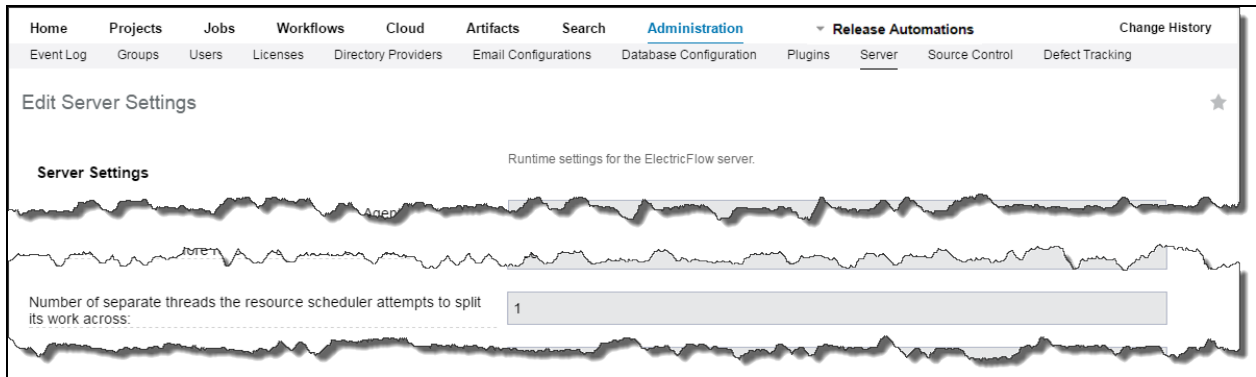 Home Projects Jobs Workflows Cloud Artifacts Search Administration Release Automations Change History
Event Log Groups Users Licenses Directory Providers Email Configurations Database Configuration Plugins Server Source Control Defect Tracking
Edit Server Settings
Runtime settings for the ElectricFlow server.
Server Settings
Number of separate threads the resource scheduler attempts to split
its work across:
1